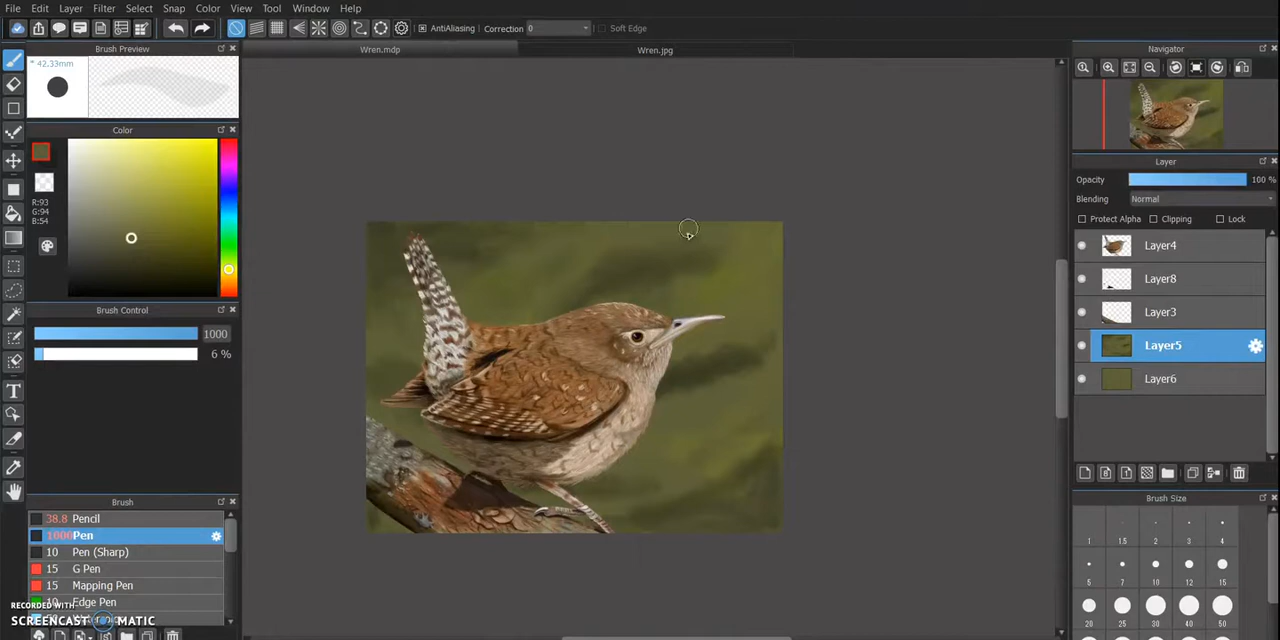 File Edit Layer Filter Select Snap Color View Tool Window Help
AntiAliasing Correction 0 Soft Edge
Brush Preview
Wren.mdp
Wren.jpg
Navigator
* 42.33mm
Color
R:93
G:94
B:54
Brush Control
1000
6 %
Brush
38.8 Pencil
1000 Pen
10 Pen (Sharp)
15 G Pen
15 Mapping Pen
10 Edge Pen
RECORDED WITH
SCREENCAST MATIC
Layer
Opacity 100 %
Blending Normal
Protect Alpha Clipping Lock
Layer4
Layer8
Layer3
Layer5
Layer6
Brush Size
1 1.5 2 3 4
5 7 10 12 15
20 25 30 40 50